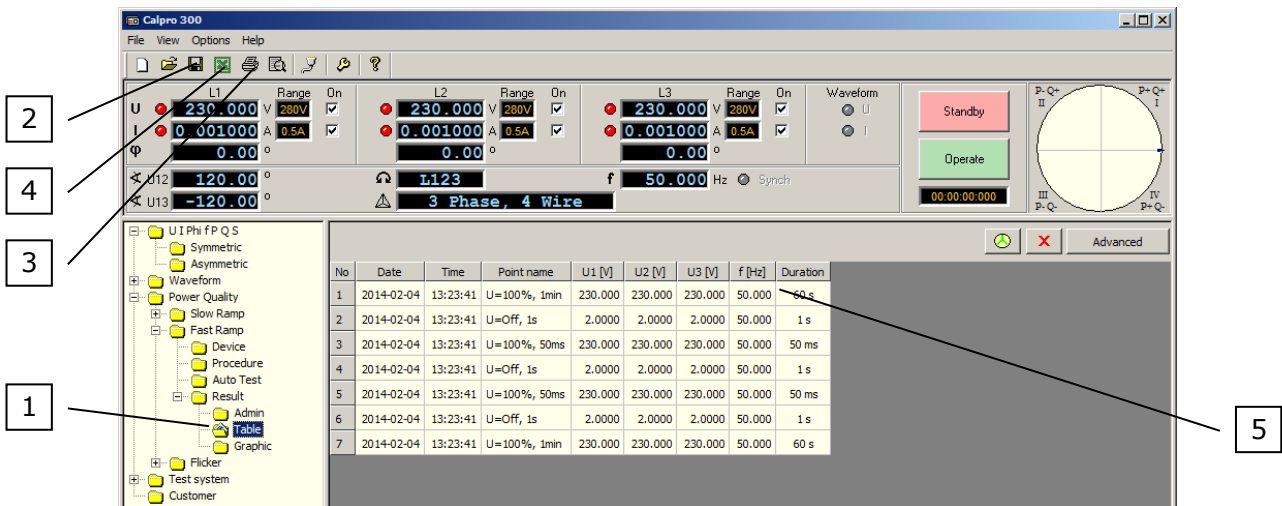 Calpro 300
File View Options Help
L1 Range On L2 Range On L3 Range On Waveform
U 230.000 V 280V 230.000 V 280V 230.000 V 280V U
I 0.001000 A 0.5A 0.001000 A 0.5A 0.001000 A 0.5A I
φ 0.00 ° 0.00 ° 0.00 °
U12 120.00 ° L123 f 50.000 Hz Synch
U13 -120.00 ° 3 Phase, 4 Wire
Standby
Operate
00:00:00:000
P- Q+ P+ Q+
II I
III IV
P- Q- P+ Q-
2
4
3
1
5
U I Phi f P Q S
Symmetric
Asymmetric
Waveform
Power Quality
Slow Ramp
Fast Ramp
Device
Procedure
Auto Test
Result
Admin
Table
Graphic
Flicker
Test system
Customer
Advanced
No Date Time Point name U1 [V] U2 [V] U3 [V] f [Hz] Duration
1 2014-02-04 13:23:41 U=100%, 1min 230.000 230.000 230.000 50.000 60 s
2 2014-02-04 13:23:41 U=Off, 1s 2.0000 2.0000 2.0000 50.000 1 s
3 2014-02-04 13:23:41 U=100%, 50ms 230.000 230.000 230.000 50.000 50 ms
4 2014-02-04 13:23:41 U=Off, 1s 2.0000 2.0000 2.0000 50.000 1 s
5 2014-02-04 13:23:41 U=100%, 50ms 230.000 230.000 230.000 50.000 50 ms
6 2014-02-04 13:23:41 U=Off, 1s 2.0000 2.0000 2.0000 50.000 1 s
7 2014-02-04 13:23:41 U=100%, 1min 230.000 230.000 230.000 50.000 60 s